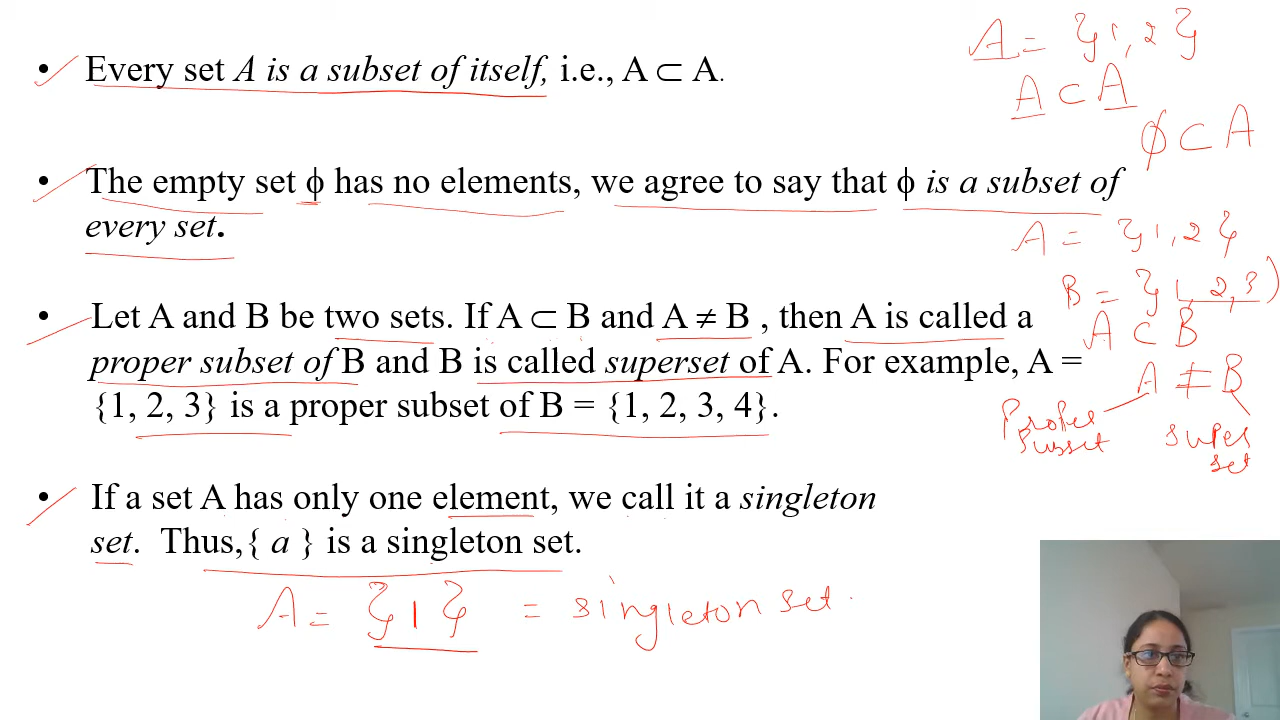 • Every set A is a subset of itself, i.e., A ⊂ A.
A = {1, 2}
A ⊂ A
ϕ ⊂ A
• The empty set ϕ has no elements, we agree to say that ϕ is a subset of
every set.
A = {1, 2}
B = {1, 2, 3}
A ⊂ B
A ≠ B
Proper
subset
super
set
• Let A and B be two sets. If A ⊂ B and A ≠ B , then A is called a
proper subset of B and B is called superset of A. For example, A =
{1, 2, 3} is a proper subset of B = {1, 2, 3, 4}.
• If a set A has only one element, we call it a singleton
set. Thus,{ a } is a singleton set.
A = {1} = singleton set.